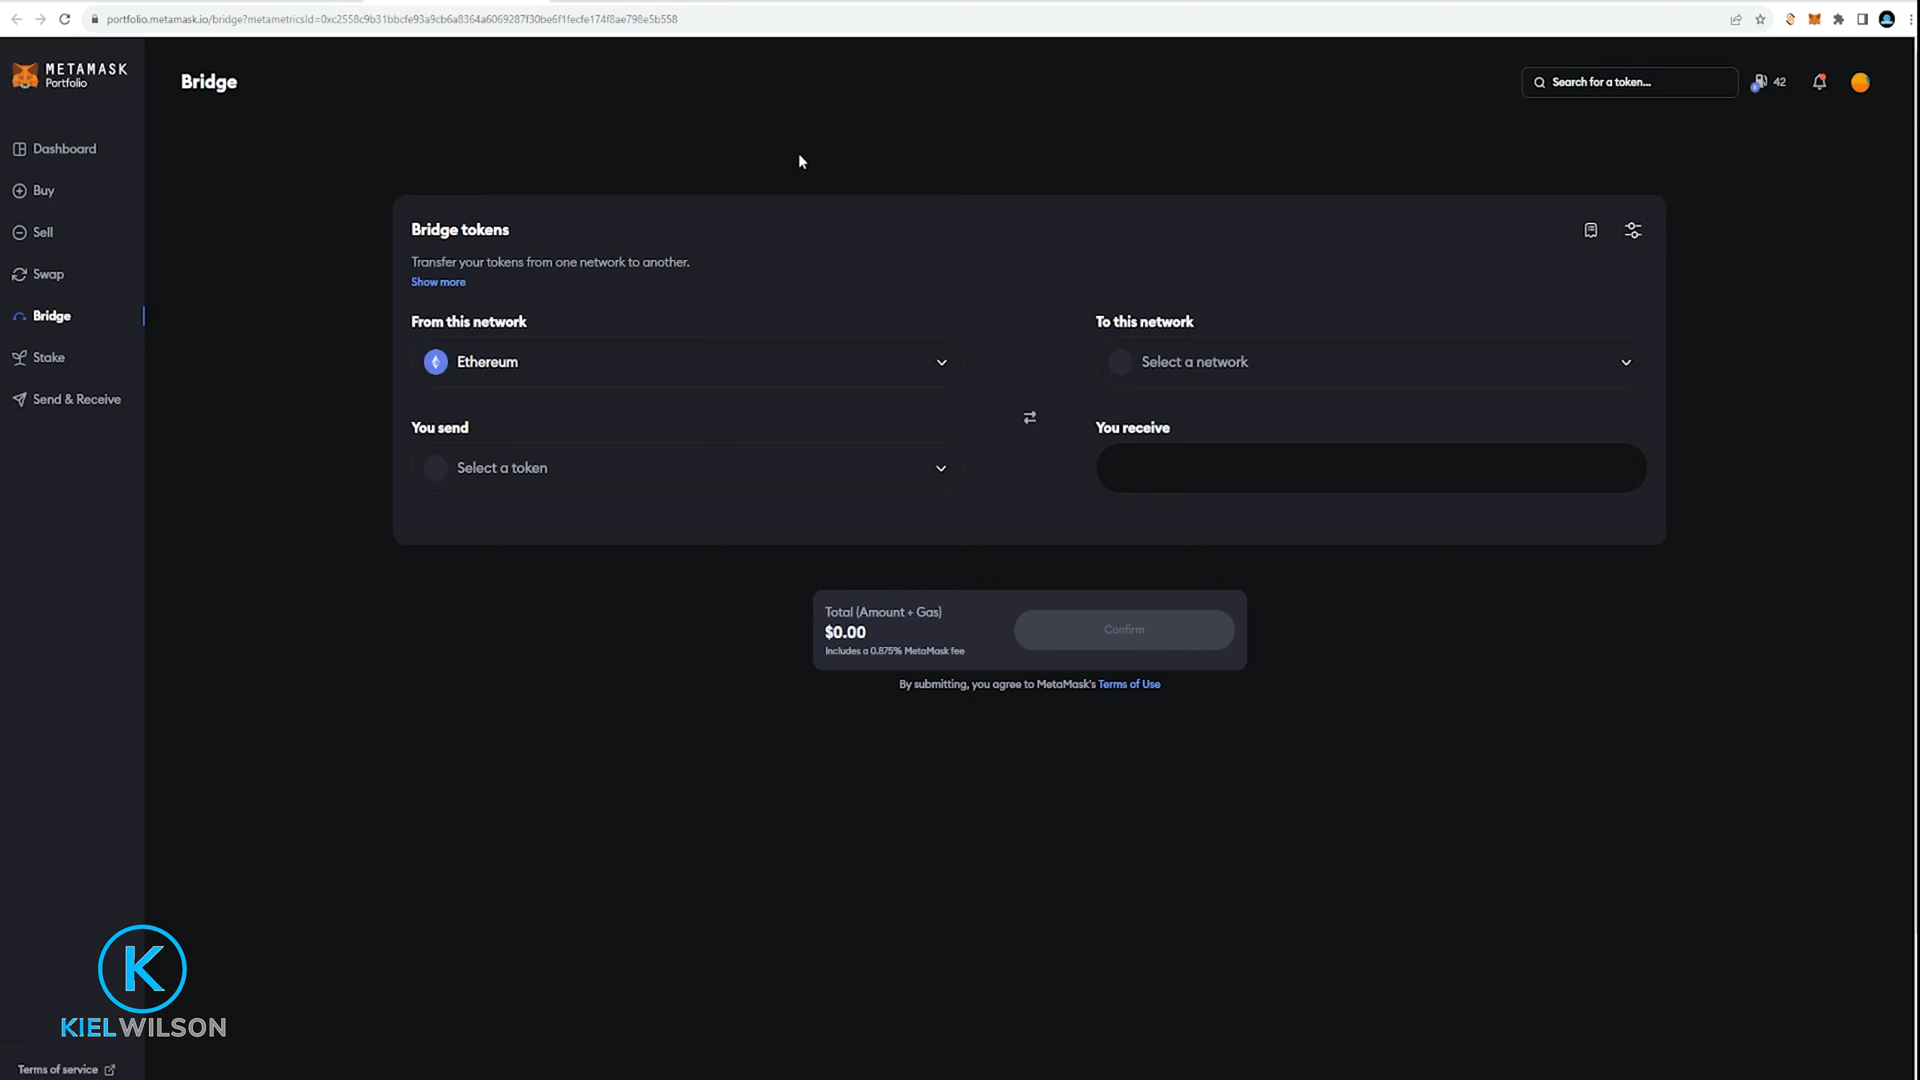 portfolio.metamask.io/bridge?metametricsId=0xc2558c9b31bbcfe93a9cb6a8364a6069287f30be6f1fecfe174f8ae798e5b558
METAMASK
Portfolio
Bridge
Search for a token...
42
Dashboard
Buy
Sell
Swap
Bridge
Stake
Send & Receive
Bridge tokens
Transfer your tokens from one network to another.
Show more
From this network
To this network
Ethereum
Select a network
You send
You receive
Select a token
Total (Amount + Gas)
$0.00
Includes a 0.875% MetaMask fee
Confirm
By submitting, you agree to MetaMask's Terms of Use
K
KIELWILSON
Terms of service